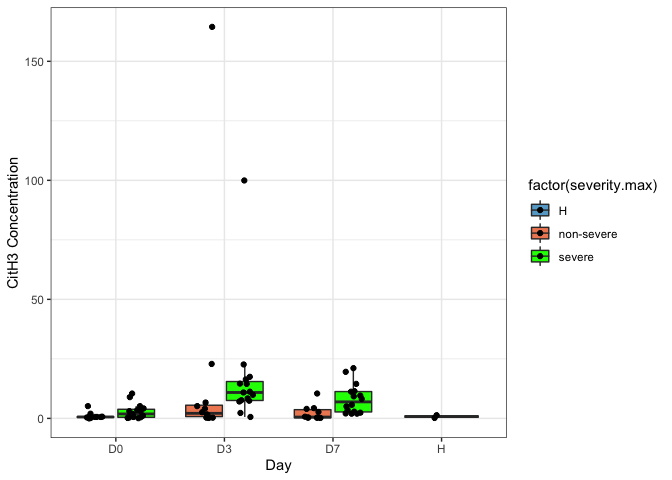 150
100
50
0
CitH3 Concentration
D0 D3 D7 H
Day
factor(severity.max)
H
non-severe
severe